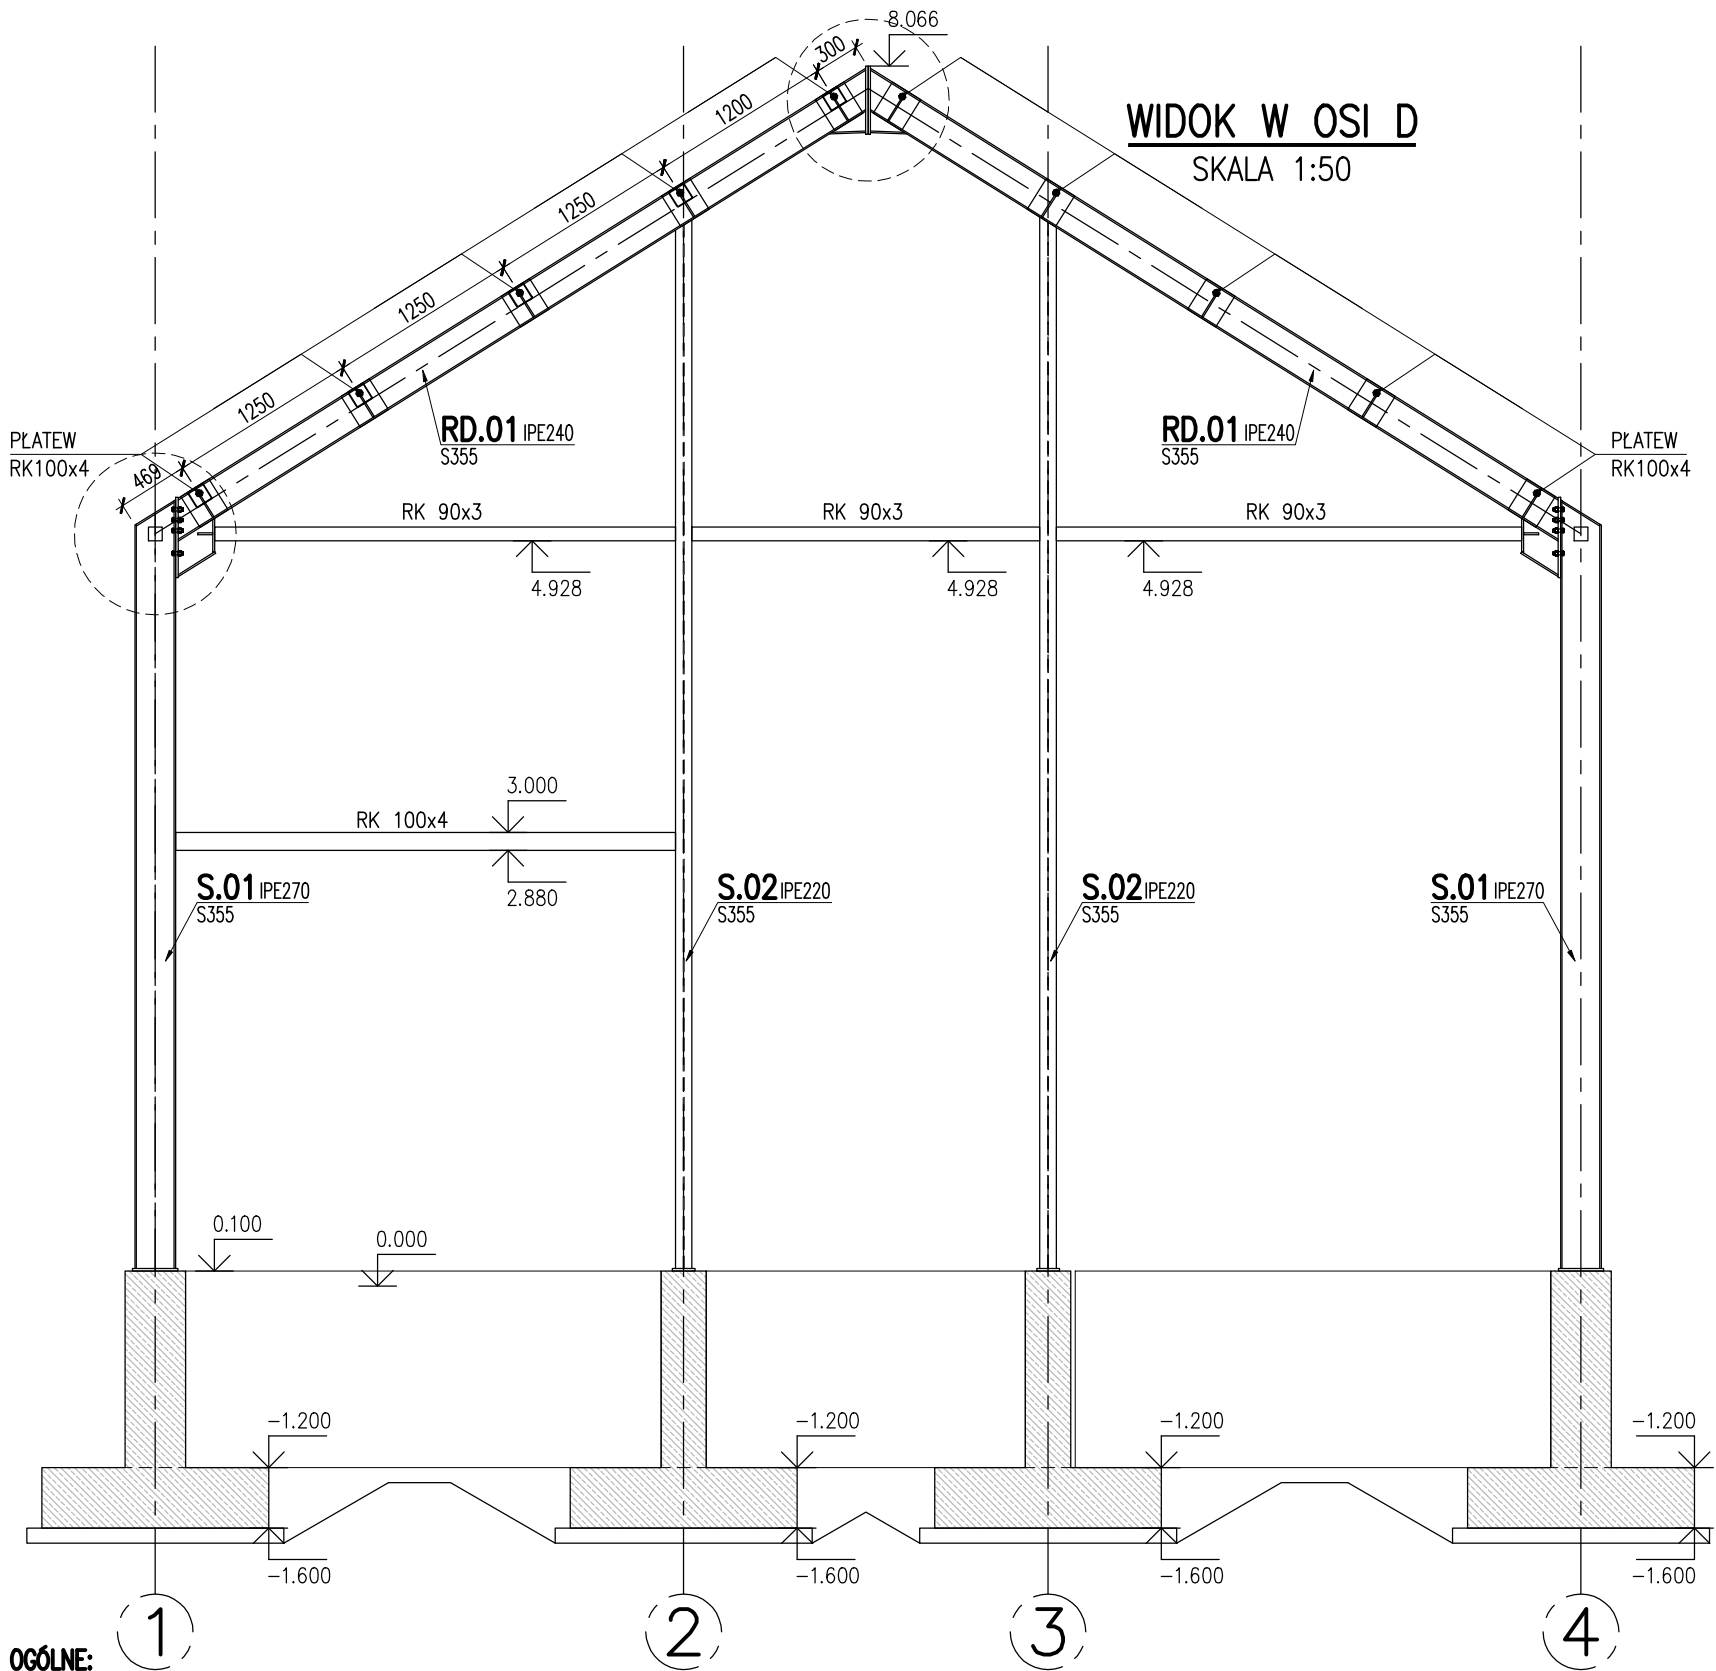 8.066
300
1200
1250
1250
1250
469
WIDOK W OSI D
SKALA 1:50
PŁATEW
RK100x4
RD.01 IPE240
S355
RD.01 IPE240
S355
PŁATEW
RK100x4
RK 90x3
RK 90x3
RK 90x3
4.928
4.928
4.928
3.000
RK 100x4
2.880
S.01 IPE270
S355
S.02 IPE220
S355
S.02 IPE220
S355
S.01 IPE270
S355
0.100
0.000
-1.200
-1.200
-1.200
-1.200
-1.600
-1.600
-1.600
-1.600
1
2
3
4
OGÓLNE: